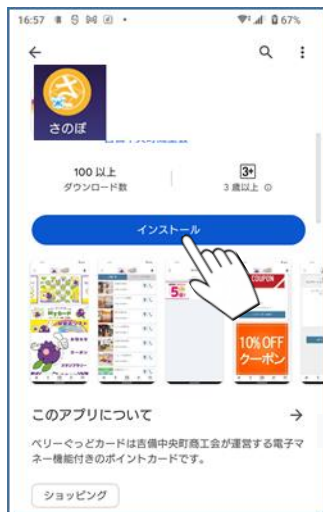 16:57
67%
さのぽ
100 以上
ダウンロード数
3+
3 歳以上
インストール
COUPON
5倍
10%OFF
クーポン
このアプリについて
ベリーぐっどカードは吉備中央町商工会が運営する電子マ
ネー機能付きのポイントカードです。
ショッピング